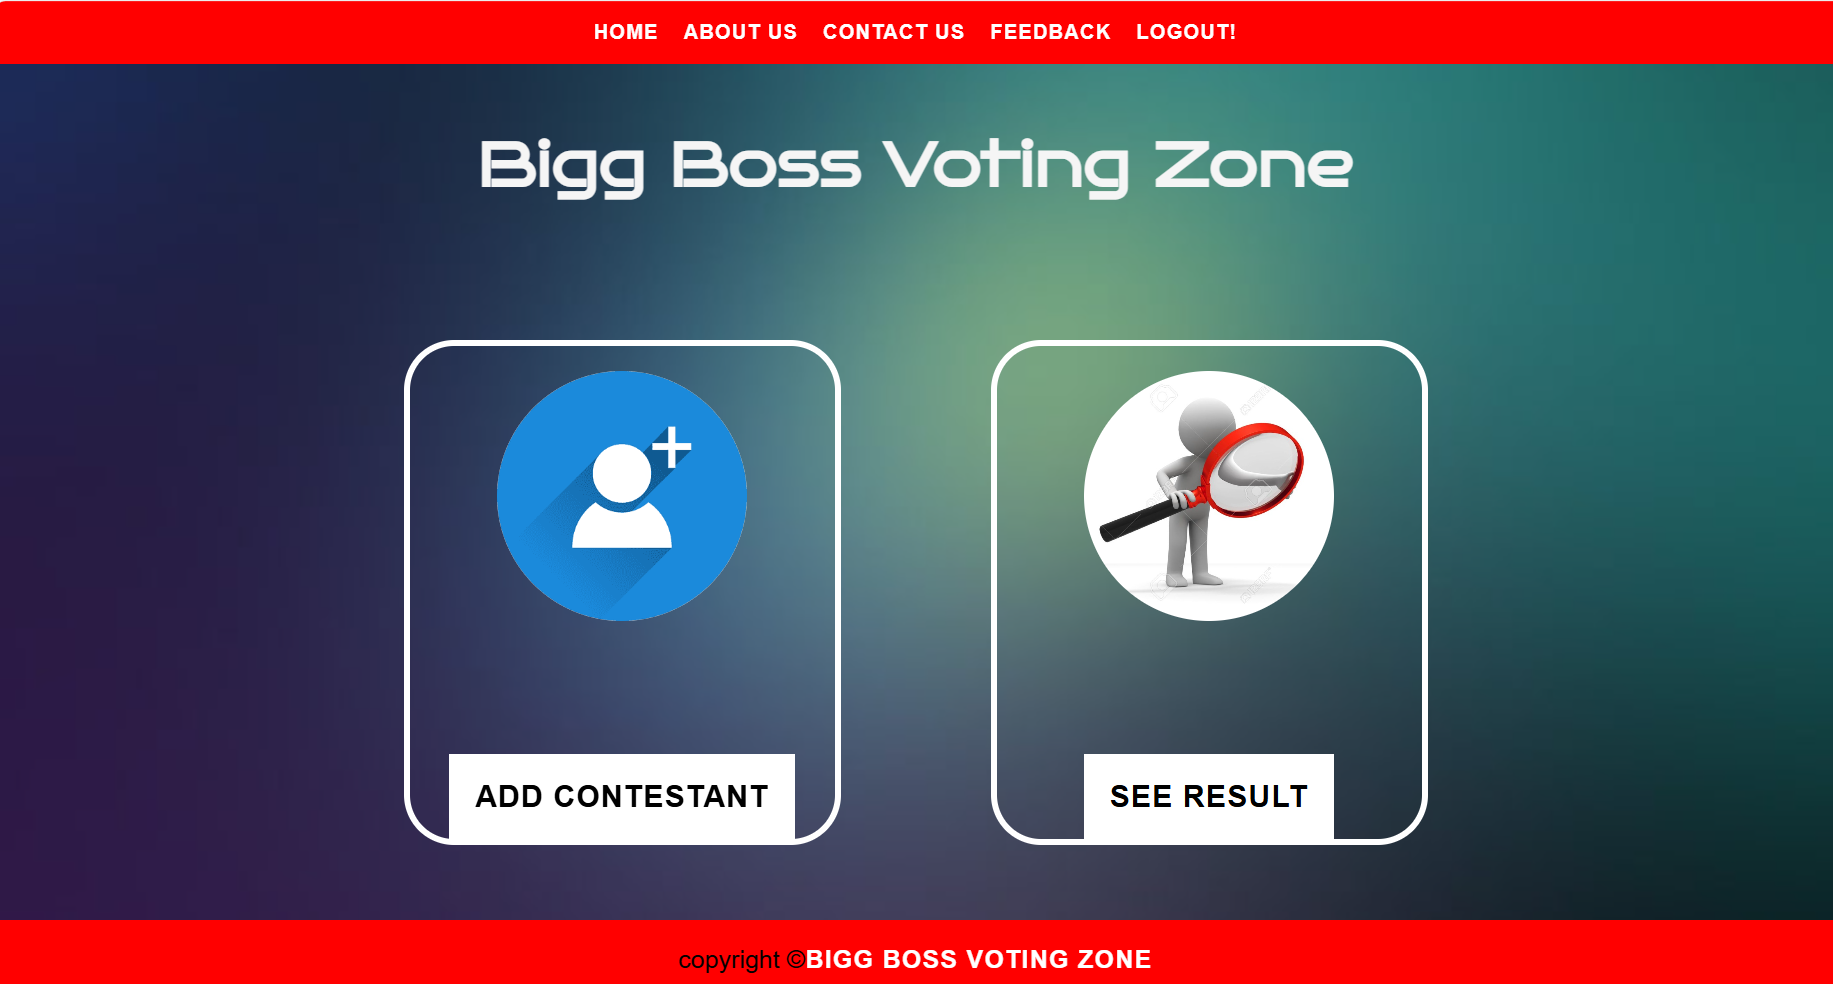 HOME ABOUT US CONTACT US FEEDBACK LOGOUT!
Bigg Boss Voting Zone
ADD CONTESTANT
SEE RESULT
copyright ©BIGG BOSS VOTING ZONE